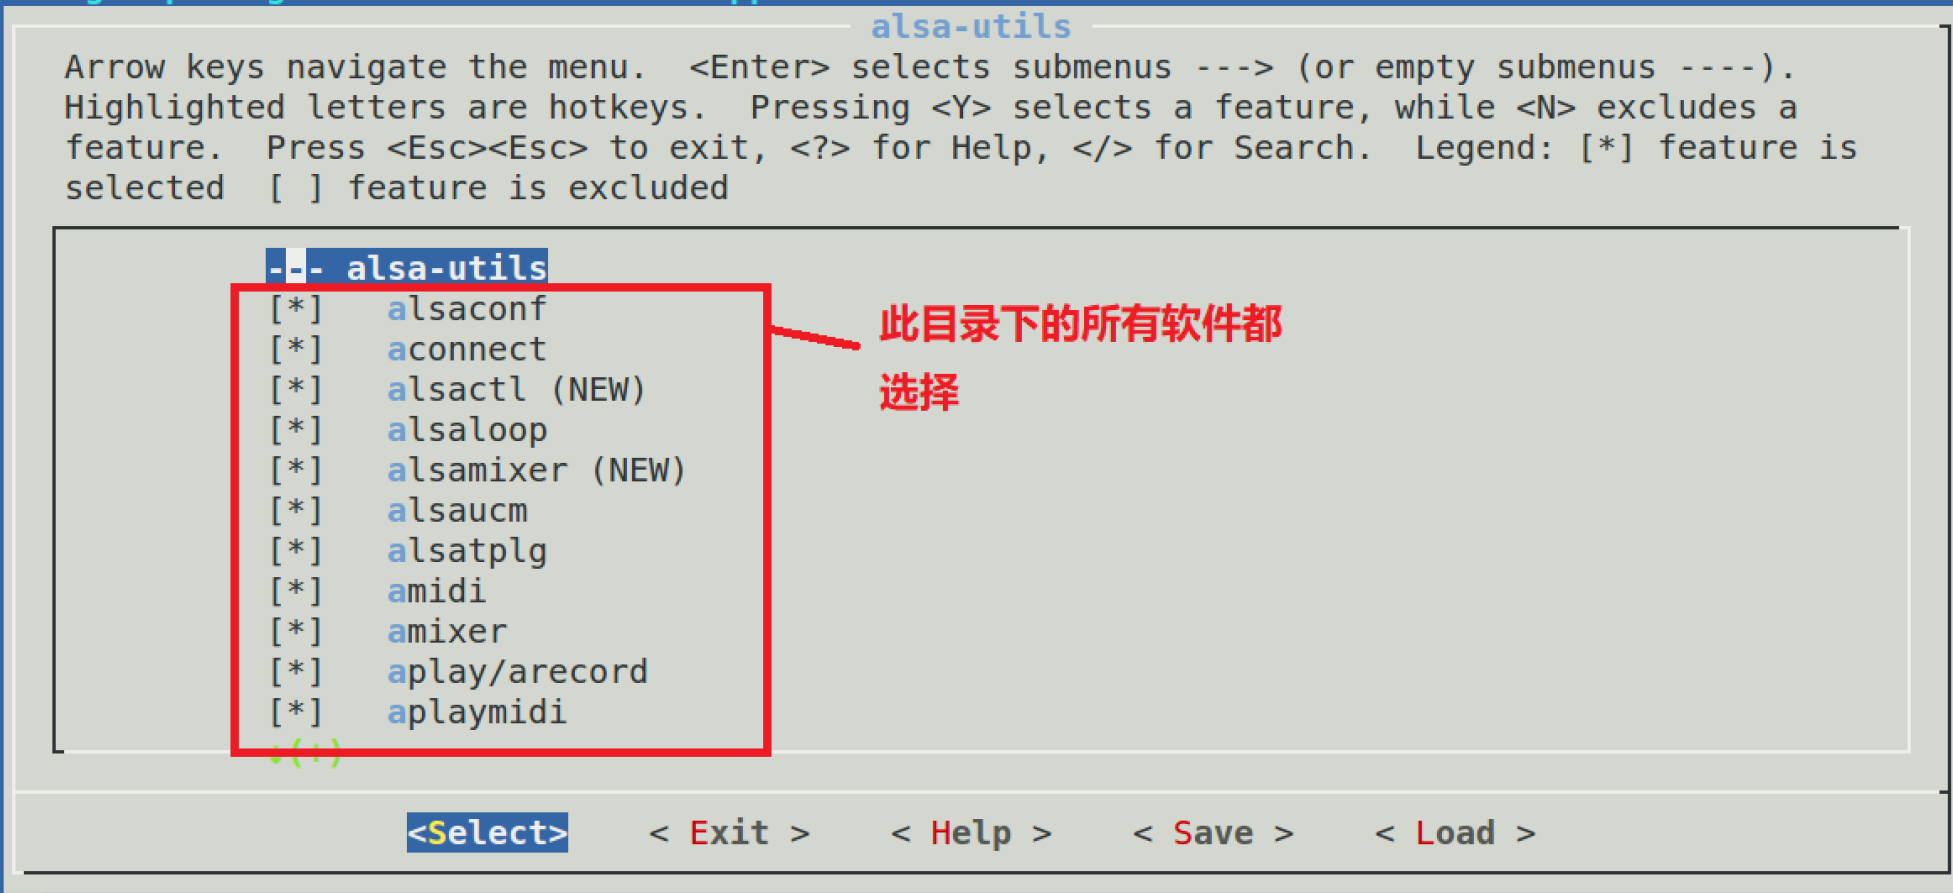 alsa-utils
Arrow keys navigate the menu.  <Enter> selects submenus ---> (or empty submenus ----).
Highlighted letters are hotkeys.  Pressing <Y> selects a feature, while <N> excludes a
feature.  Press <Esc><Esc> to exit, <?> for Help, </> for Search.  Legend: [*] feature is
selected  [ ] feature is excluded
--- alsa-utils
[*]   alsaconf
[*]   aconnect
[*]   alsactl (NEW)
[*]   alsaloop
[*]   alsamixer (NEW)
[*]   alsaucm
[*]   alsatplg
[*]   amidi
[*]   amixer
[*]   aplay/arecord
[*]   aplaymidi
此目录下的所有软件都
选择
<Select>    < Exit >    < Help >    < Save >    < Load >